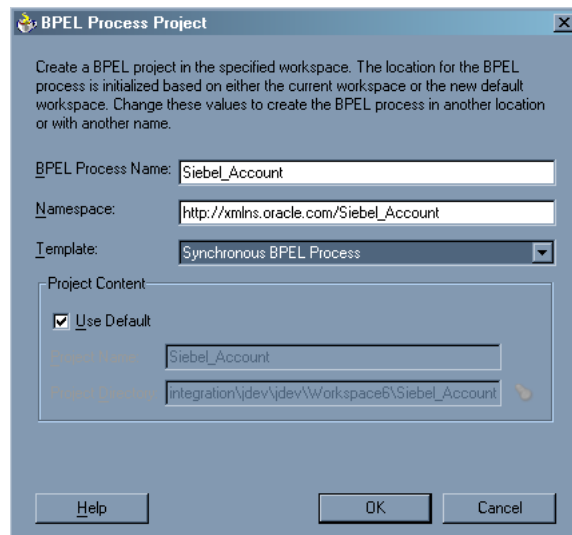 BPEL Process Project
Create a BPEL project in the specified workspace. The location for the BPEL
process is initialized based on either the current workspace or the new default
workspace. Change these values to create the BPEL process in another location
or with another name.
BPEL Process Name: Siebel_Account
Namespace: http://xmlns.oracle.com/Siebel_Account
Template: Synchronous BPEL Process
Project Content
Use Default
Siebel_Account
integration\jdev\jdev\Workspace6\Siebel_Account
Help OK Cancel